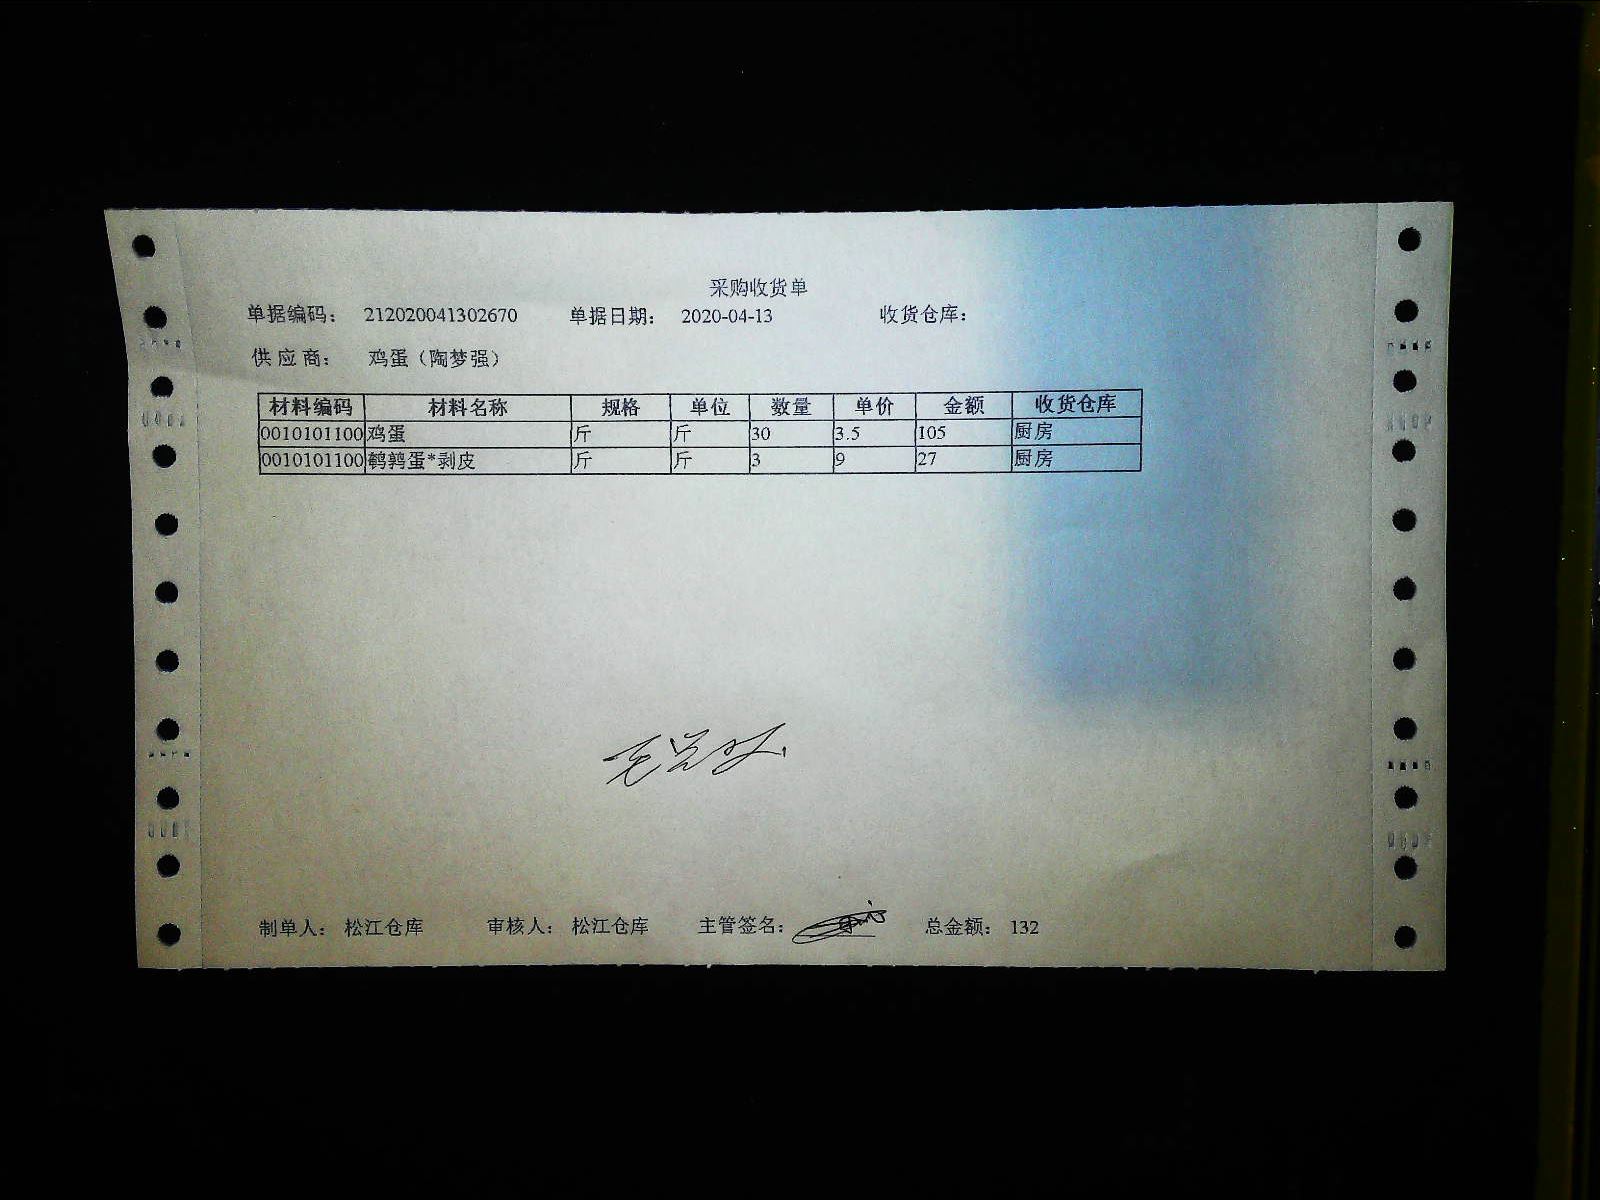 采购收货单
单据编码： 212020041302670 单据日期： 2020-04-13 收货仓库：
供应商： 鸡蛋（陶梦强）
材料编码 材料名称 规格 单位 数量 单价 金额 收货仓库
0010101100 鸡蛋 斤 斤 30 3.5 105 厨房
0010101100 鹌鹑蛋*剥皮 斤 斤 3 9 27 厨房
制单人： 松江仓库 审核人： 松江仓库 主管签名： 总金额： 132